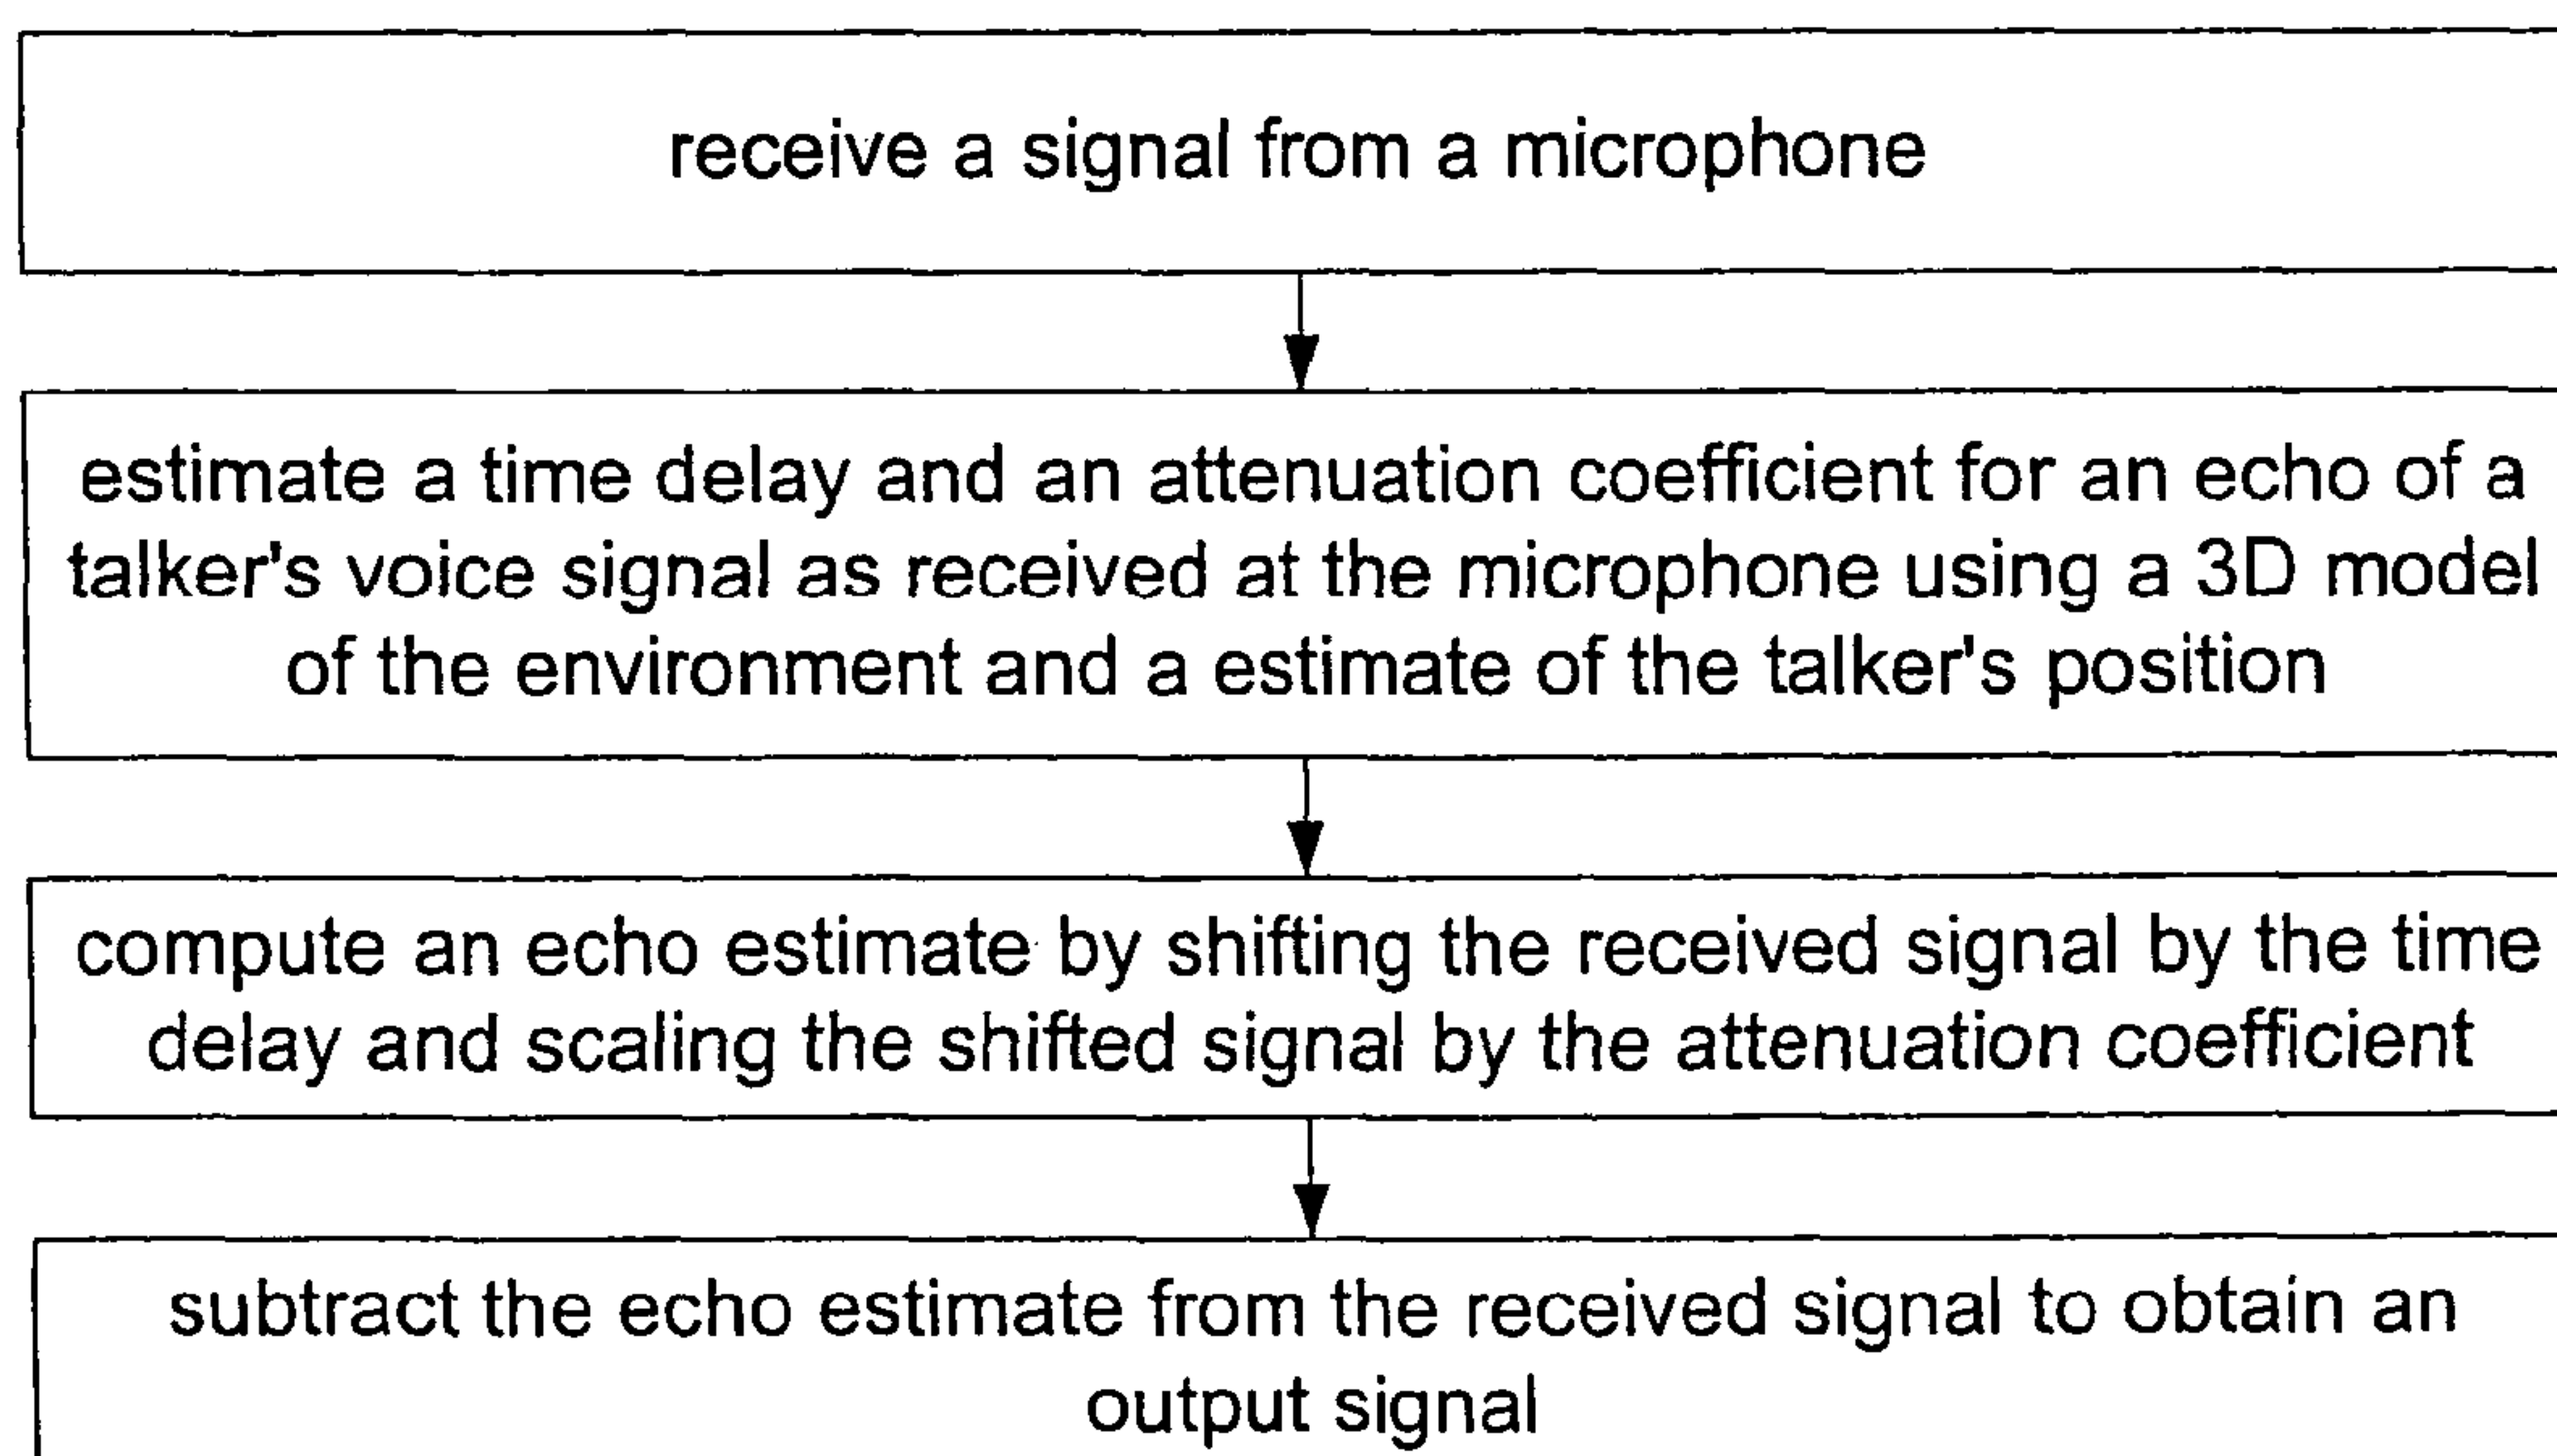 receive a signal from a microphone
estimate a time delay and an attenuation coefficient for an echo of a
talker's voice signal as received at the microphone using a 3D model
of the environment and a estimate of the talker's position
compute an echo estimate by shifting the received signal by the time
delay and scaling the shifted signal by the attenuation coefficient
subtract the echo estimate from the received signal to obtain an
output signal